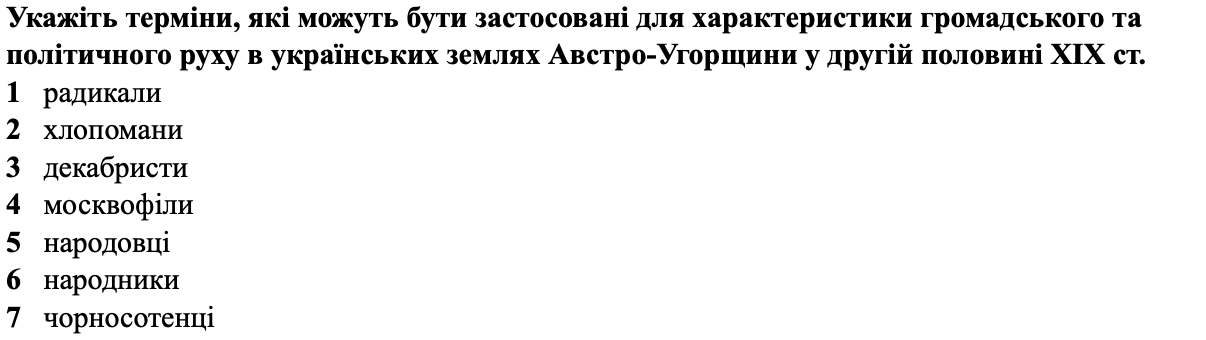 Укажіть терміни, які можуть бути застосовані для характеристики громадського та
політичного руху в українських землях Австро-Угорщини у другій половині ХІХ ст.
1 радикали
2 хлопомани
3 декабристи
4 москвофіли
5 народовці
6 народники
7 чорносотенці